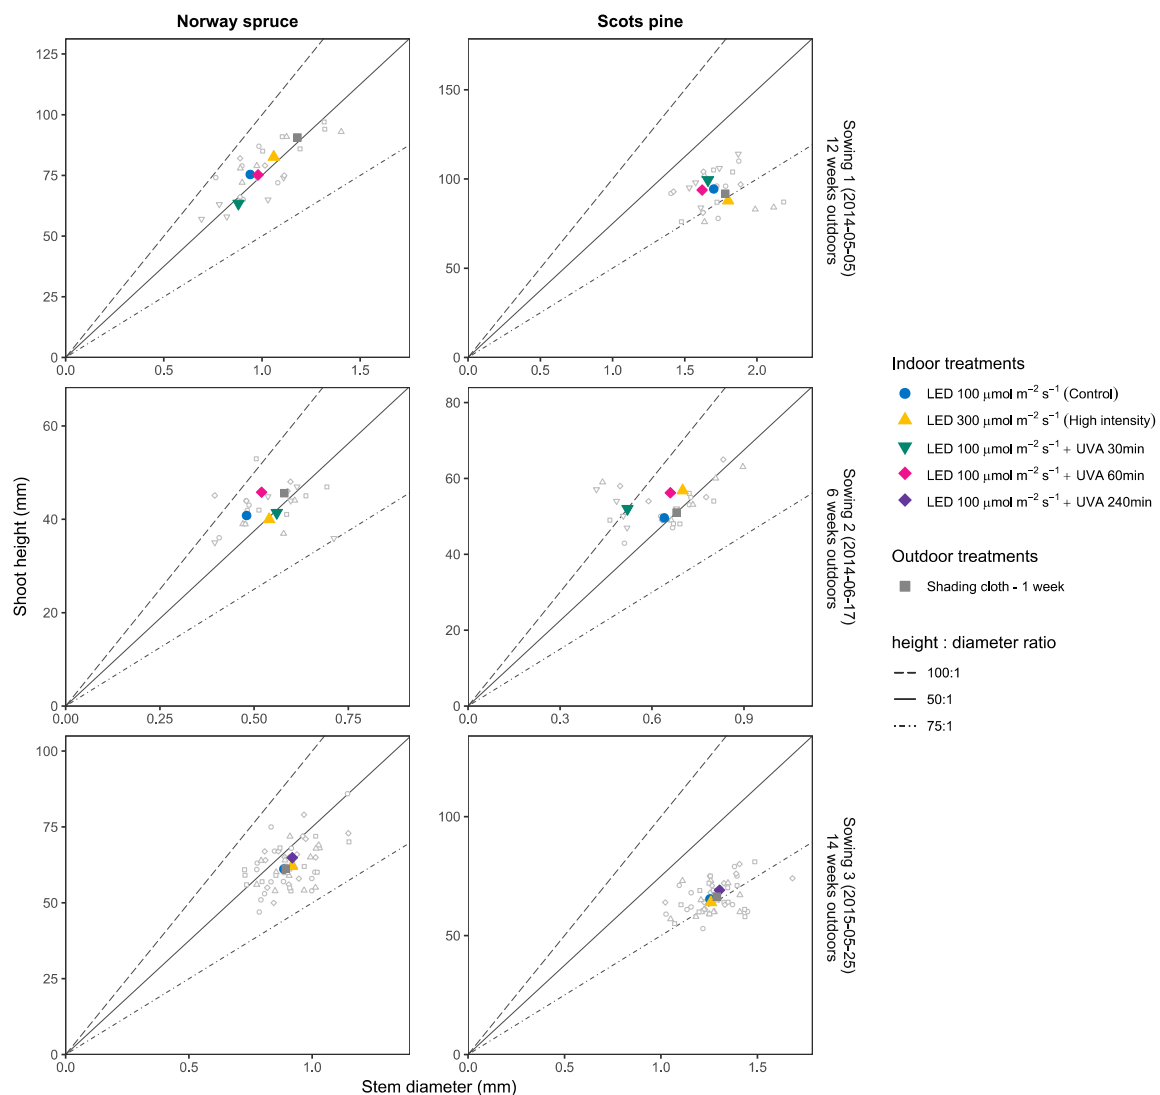 Norway spruce
Scots pine
125
100
75
50
25
0
0.0
0.5
1.0
1.5
150
100
50
0
0.0
0.5
1.0
1.5
2.0
Sowing 1 (2014-05-05)
12 weeks outdoors
60
40
20
0
0.00
0.25
0.50
0.75
80
60
40
20
0
0.0
0.3
0.6
0.9
Sowing 2 (2014-06-17)
6 weeks outdoors
100
75
50
25
0
0.0
0.5
1.0
100
50
0
0.0
0.5
1.0
1.5
Sowing 3 (2015-05-25)
14 weeks outdoors
Shoot height (mm)
Stem diameter (mm)
Indoor treatments
LED 100 μmol m⁻² s⁻¹ (Control)
LED 300 μmol m⁻² s⁻¹ (High intensity)
LED 100 μmol m⁻² s⁻¹ + UVA 30min
LED 100 μmol m⁻² s⁻¹ + UVA 60min
LED 100 μmol m⁻² s⁻¹ + UVA 240min
Outdoor treatments
Shading cloth - 1 week
height : diameter ratio
100:1
50:1
75:1